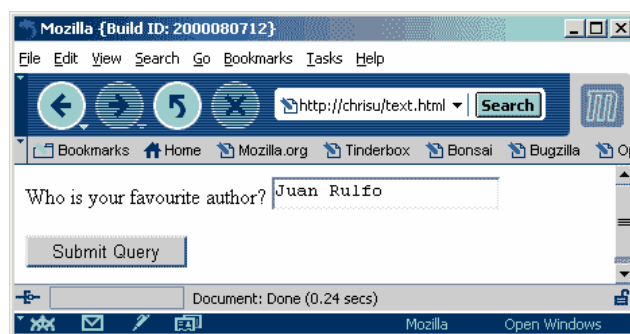 Mozilla {Build ID: 2000080712}
File Edit View Search Go Bookmarks Tasks Help
http://chrisu/text.html Search
Bookmarks Home Mozilla.org Tinderbox Bonsai Bugzilla
Who is your favourite author? Juan Rulfo
Submit Query
Document: Done (0.24 secs)
Mozilla Open Windows